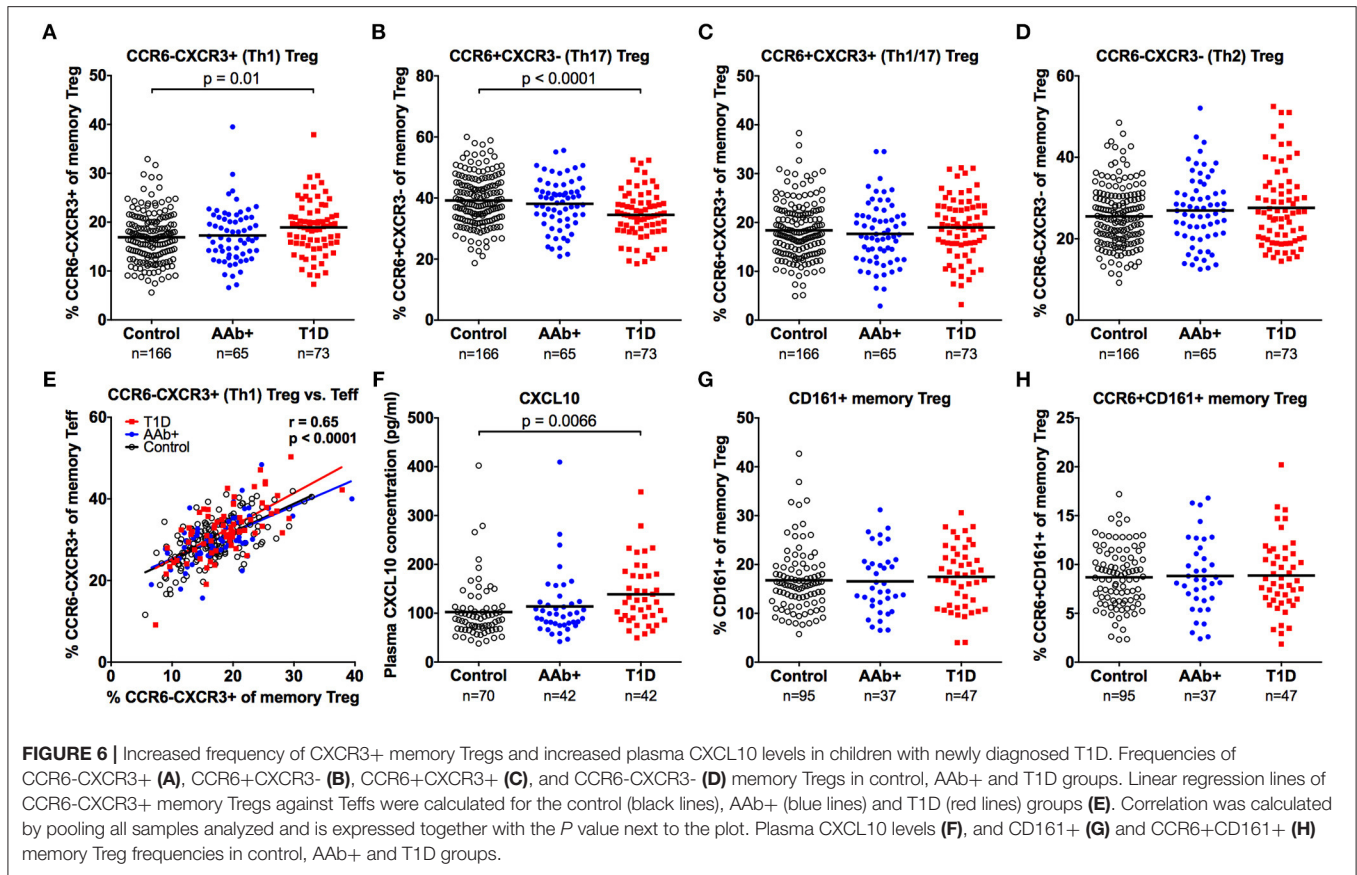 A
CCR6-CXCR3+ (Th1) Treg
% CCR6-CXCR3+ of memory Treg
50
40
30
20
10
0
p = 0.01
Control
AAb+
T1D
n=166
n=65
n=73
B
CCR6+CXCR3- (Th17) Treg
% CCR6+CXCR3- of memory Treg
80
60
40
20
0
p < 0.0001
Control
AAb+
T1D
n=166
n=65
n=73
C
CCR6+CXCR3+ (Th1/17) Treg
% CCR6+CXCR3+ of memory Treg
50
40
30
20
10
0
Control
AAb+
T1D
n=166
n=65
n=73
D
CCR6-CXCR3- (Th2) Treg
% CCR6-CXCR3- of memory Treg
60
40
20
0
Control
AAb+
T1D
n=166
n=65
n=73
E
CCR6-CXCR3+ (Th1) Treg vs. Teff
% CCR6-CXCR3+ of memory Teff
60
40
20
0
T1D
AAb+
Control
r = 0.65
p < 0.0001
0
10
20
30
40
% CCR6-CXCR3+ of memory Treg
F
CXCL10
Plasma CXCL10 concentration (pg/ml)
500
400
300
200
100
0
p = 0.0066
Control
AAb+
T1D
n=70
n=42
n=42
G
CD161+ memory Treg
% CD161+ of memory Treg
50
40
30
20
10
0
Control
AAb+
T1D
n=95
n=37
n=47
H
CCR6+CD161+ memory Treg
% CCR6+CD161+ of memory Treg
25
20
15
10
5
0
Control
AAb+
T1D
n=95
n=37
n=47
FIGURE 6 | Increased frequency of CXCR3+ memory Tregs and increased plasma CXCL10 levels in children with newly diagnosed T1D. Frequencies of
CCR6-CXCR3+ (A), CCR6+CXCR3- (B), CCR6+CXCR3+ (C), and CCR6-CXCR3- (D) memory Tregs in control, AAb+ and T1D groups. Linear regression lines of
CCR6-CXCR3+ memory Tregs against Teffs were calculated for the control (black lines), AAb+ (blue lines) and T1D (red lines) groups (E). Correlation was calculated
by pooling all samples analyzed and is expressed together with the P value next to the plot. Plasma CXCL10 levels (F), and CD161+ (G) and CCR6+CD161+ (H)
memory Treg frequencies in control, AAb+ and T1D groups.